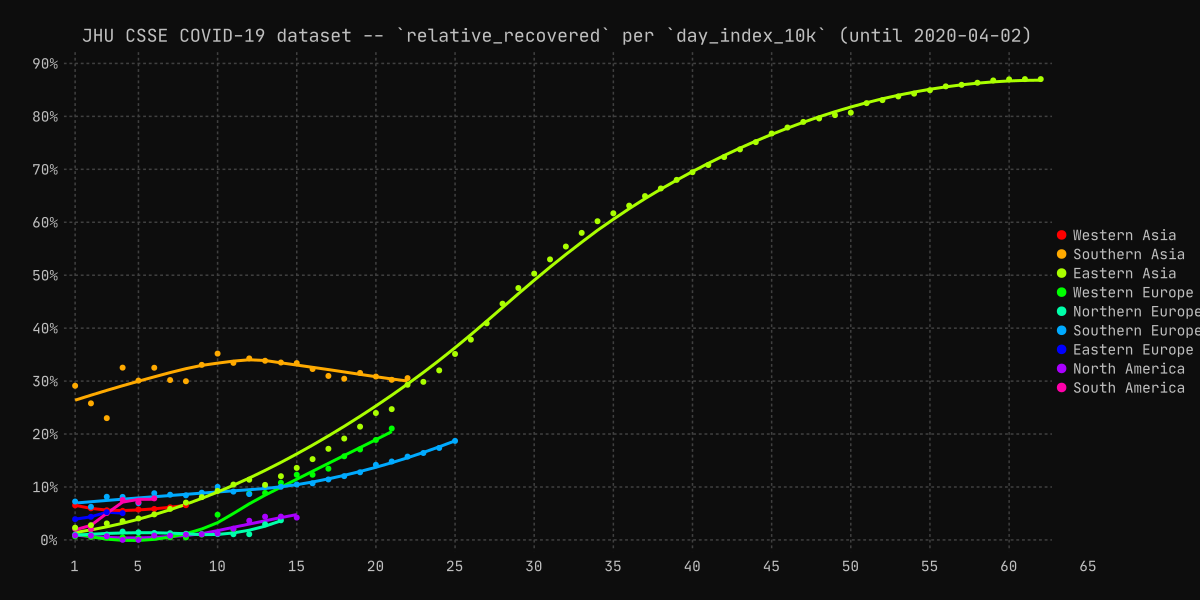 JHU CSSE COVID-19 dataset -- `relative_recovered` per `day_index_10k` (until 2020-04-02)
90%
80%
70%
60%
50%
40%
30%
20%
10%
0%
1 5 10 15 20 25 30 35 40 45 50 55 60 65
Western Asia
Southern Asia
Eastern Asia
Western Europe
Northern Europe
Southern Europe
Eastern Europe
North America
South America